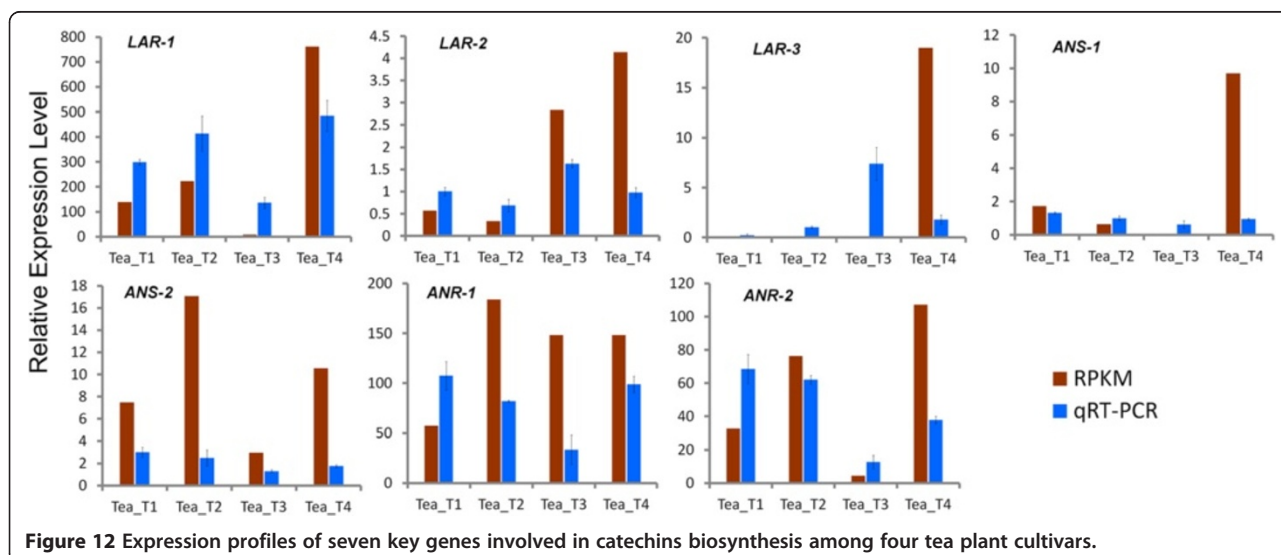 Relative Expression Level
LAR-1
800
700
600
500
400
300
200
100
0
Tea_T1 Tea_T2 Tea_T3 Tea_T4
LAR-2
4.5
4
3.5
3
2.5
2
1.5
1
0.5
0
Tea_T1 Tea_T2 Tea_T3 Tea_T4
LAR-3
20
15
10
5
0
Tea_T1 Tea_T2 Tea_T3 Tea_T4
ANS-1
12
10
8
6
4
2
0
Tea_T1 Tea_T2 Tea_T3 Tea_T4
ANS-2
18
16
14
12
10
8
6
4
2
0
Tea_T1 Tea_T2 Tea_T3 Tea_T4
ANR-1
200
150
100
50
0
Tea_T1 Tea_T2 Tea_T3 Tea_T4
ANR-2
120
100
80
60
40
20
0
Tea_T1 Tea_T2 Tea_T3 Tea_T4
RPKM
qRT-PCR
Figure 12 Expression profiles of seven key genes involved in catechins biosynthesis among four tea plant cultivars.